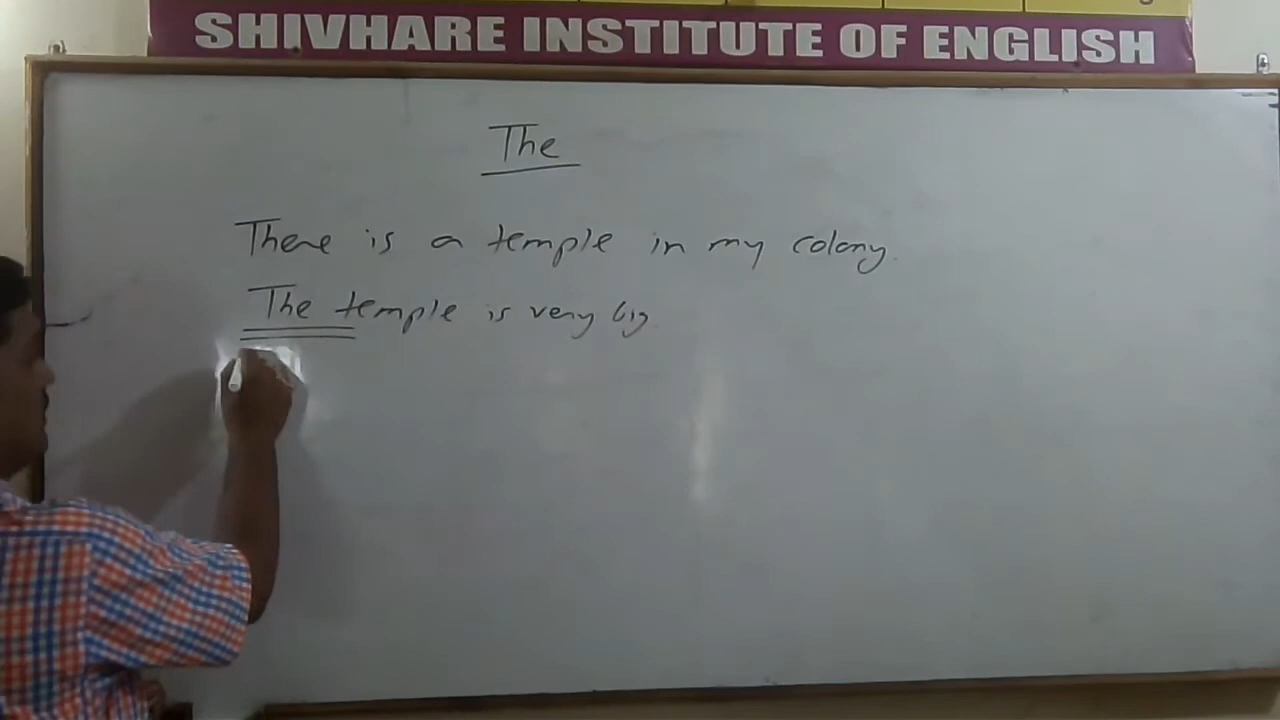 SHIVHARE INSTITUTE OF ENGLISH
The
There is a temple in my colony.
The temple is very big